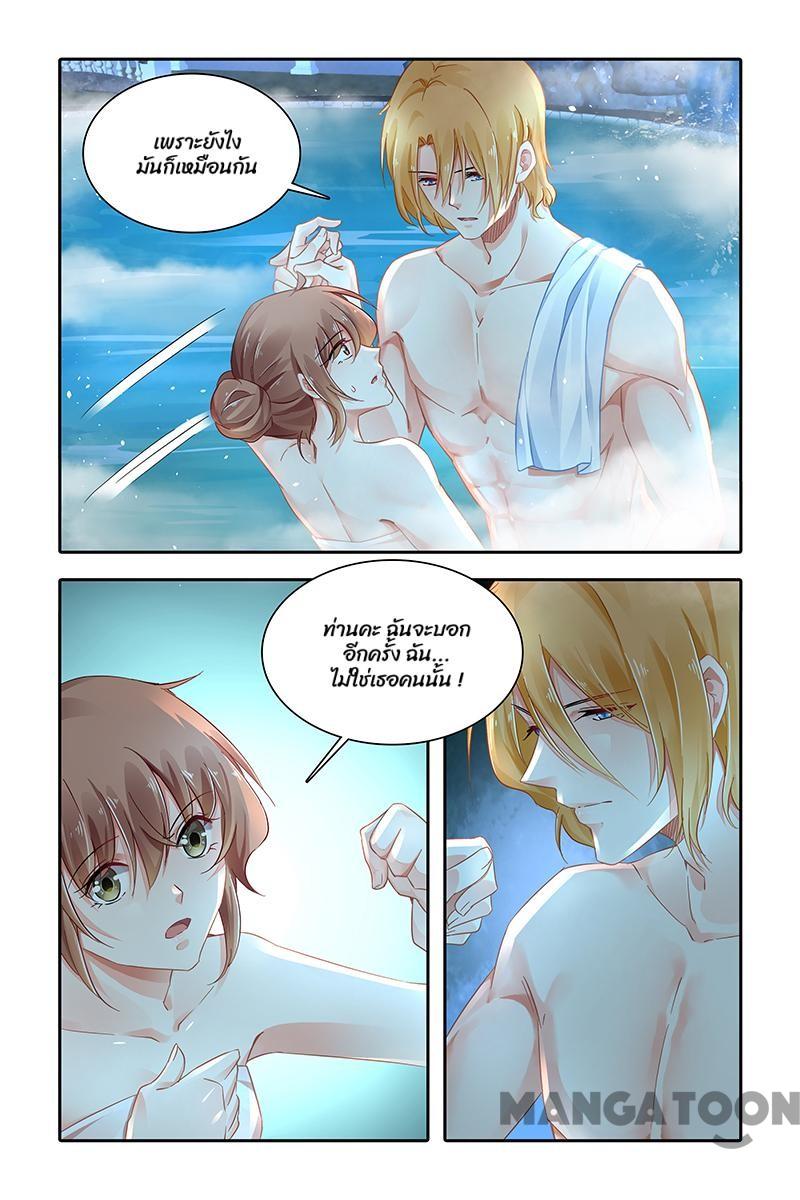 เพราะยังไง
มันก็เหมือนกัน
ท่านคะ ฉันจะบอก
อีกครั้ง ฉัน...
ไม่ใช่เธอคนนั้น !
MANGA TOON